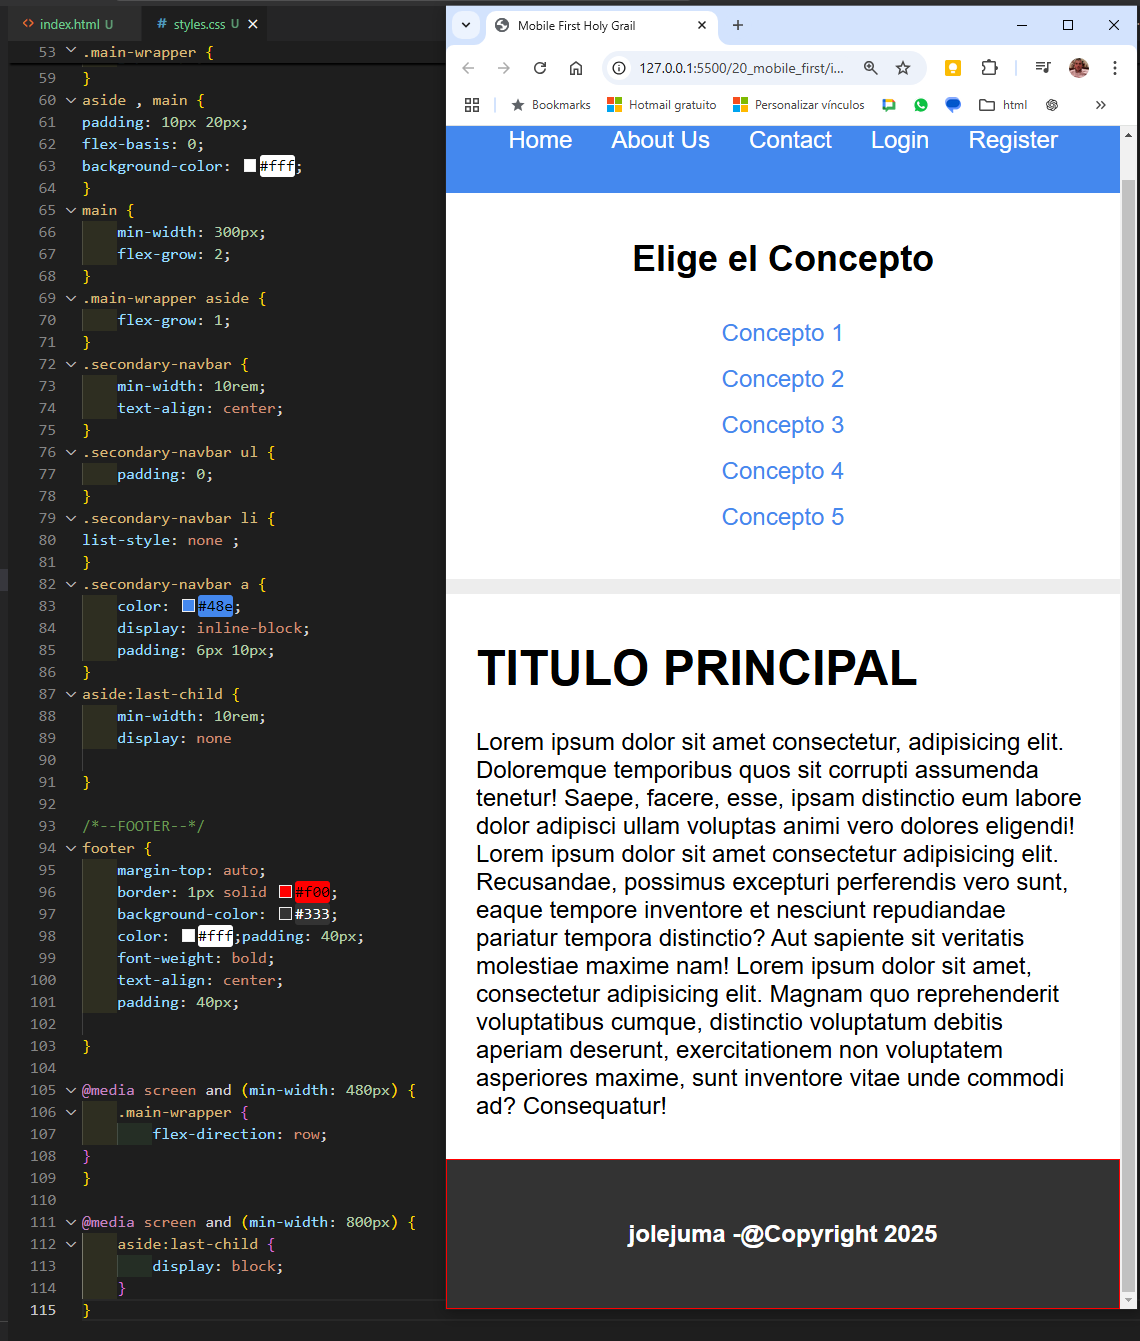 index.html U
styles.css U
53 .main-wrapper {
59 }
60 aside , main {
61 padding: 10px 20px;
62 flex-basis: 0;
63 background-color: #fff;
64 }
65 main {
66 min-width: 300px;
67 flex-grow: 2;
68 }
69 .main-wrapper aside {
70 flex-grow: 1;
71 }
72 .secondary-navbar {
73 min-width: 10rem;
74 text-align: center;
75 }
76 .secondary-navbar ul {
77 padding: 0;
78 }
79 .secondary-navbar li {
80 list-style: none ;
81 }
82 .secondary-navbar a {
83 color: #48e;
84 display: inline-block;
85 padding: 6px 10px;
86 }
87 aside:last-child {
88 min-width: 10rem;
89 display: none
90
91 }
92
93 /*--FOOTER--*/
94 footer {
95 margin-top: auto;
96 border: 1px solid #f00;
97 background-color: #333;
98 color: #fff;padding: 40px;
99 font-weight: bold;
100 text-align: center;
101 padding: 40px;
102
103 }
104
105 @media screen and (min-width: 480px) {
106 .main-wrapper {
107 flex-direction: row;
108 }
109 }
110
111 @media screen and (min-width: 800px) {
112 aside:last-child {
113 display: block;
114 }
115 }
Mobile First Holy Grail
127.0.0.1:5500/20_mobile_first/i...
Bookmarks
Hotmail gratuito
Personalizar vínculos
html
Home About Us Contact Login Register
Elige el Concepto
Concepto 1
Concepto 2
Concepto 3
Concepto 4
Concepto 5
TITULO PRINCIPAL
Lorem ipsum dolor sit amet consectetur, adipisicing elit.
Doloremque temporibus quos sit corrupti assumenda
tenetur! Saepe, facere, esse, ipsam distinctio eum labore
dolor adipisci ullam voluptas animi vero dolores eligendi!
Lorem ipsum dolor sit amet consectetur adipisicing elit.
Recusandae, possimus excepturi perferendis vero sunt,
eaque tempore inventore et nesciunt repudiandae
pariatur tempora distinctio? Aut sapiente sit veritatis
molestiae maxime nam! Lorem ipsum dolor sit amet,
consectetur adipisicing elit. Magnam quo reprehenderit
voluptatibus cumque, distinctio voluptatum debitis
aperiam deserunt, exercitationem non voluptatem
asperiores maxime, sunt inventore vitae unde commodi
ad? Consequatur!
jolejuma -@Copyright 2025